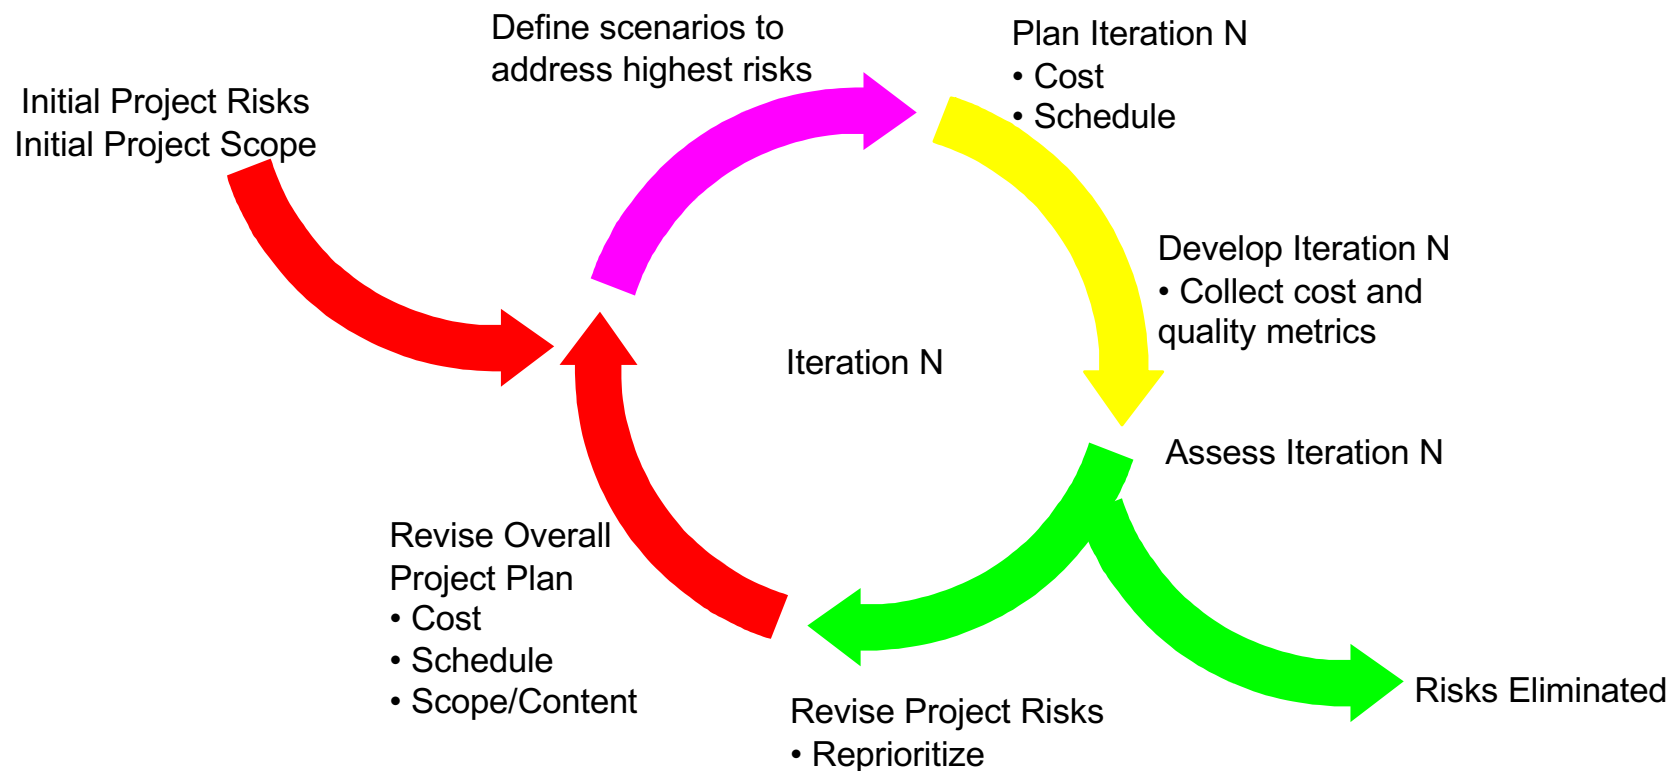 Define scenarios to
address highest risks
Plan Iteration N
• Cost
• Schedule
Initial Project Risks
Initial Project Scope
Develop Iteration N
• Collect cost and
quality metrics
Iteration N
Assess Iteration N
Revise Overall
Project Plan
• Cost
• Schedule
• Scope/Content
Revise Project Risks
• Reprioritize
Risks Eliminated